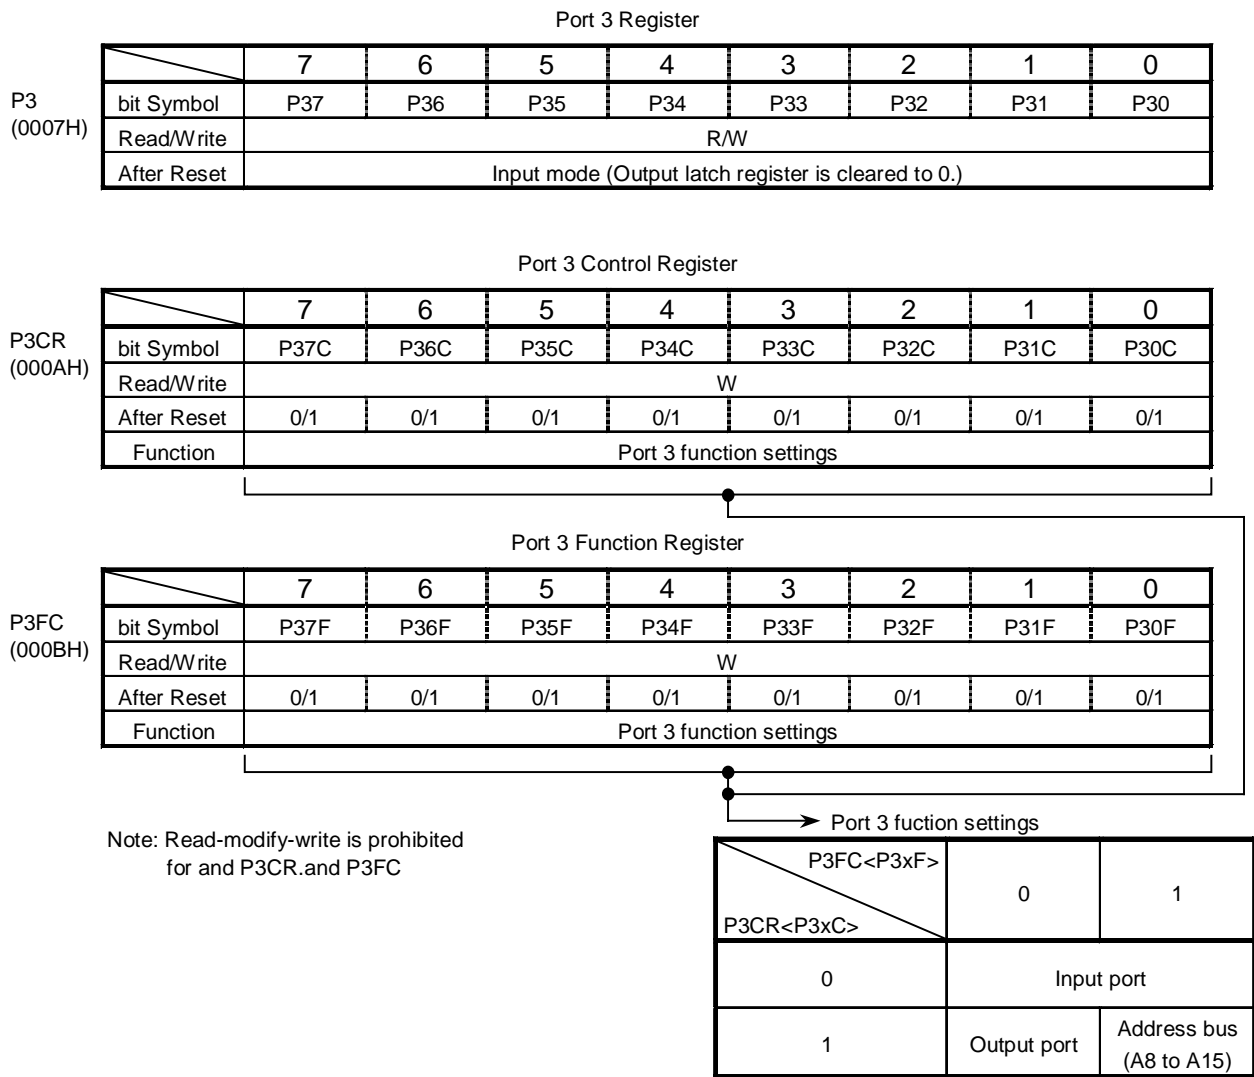 Port 3 Register
7 6 5 4 3 2 1 0
P3
(0007H)
bit Symbol P37 P36 P35 P34 P33 P32 P31 P30
Read/Write R/W
After Reset Input mode (Output latch register is cleared to 0.)
Port 3 Control Register
7 6 5 4 3 2 1 0
P3CR
(000AH)
bit Symbol P37C P36C P35C P34C P33C P32C P31C P30C
Read/Write W
After Reset 0/1 0/1 0/1 0/1 0/1 0/1 0/1 0/1
Function Port 3 function settings
Port 3 Function Register
7 6 5 4 3 2 1 0
P3FC
(000BH)
bit Symbol P37F P36F P35F P34F P33F P32F P31F P30F
Read/Write W
After Reset 0/1 0/1 0/1 0/1 0/1 0/1 0/1 0/1
Function Port 3 function settings
Note: Read-modify-write is prohibited
for and P3CR.and P3FC
Port 3 fuction settings
P3FC<P3xF>
P3CR<P3xC>
0 1
0 Input port
1 Output port Address bus
(A8 to A15)